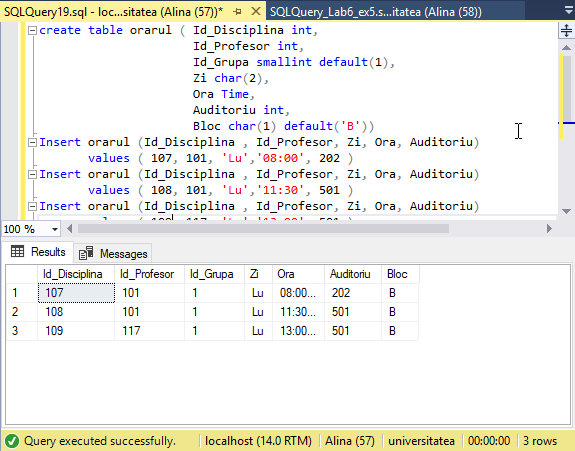 SQLQuery19.sql - loc...sitatea (Alina (57))* SQLQuery_Lab6_ex5.s...itatea (Alina (58))
create table orarul ( Id_Disciplina int,
Id_Profesor int,
Id_Grupa smallint default(1),
Zi char(2),
Ora Time,
Auditoriu int,
Bloc char(1) default('B'))
Insert orarul (Id_Disciplina , Id_Profesor, Zi, Ora, Auditoriu)
values ( 107, 101, 'Lu','08:00', 202 )
Insert orarul (Id_Disciplina , Id_Profesor, Zi, Ora, Auditoriu)
values ( 108, 101, 'Lu','11:30', 501 )
Insert orarul (Id_Disciplina , Id_Profesor, Zi, Ora, Auditoriu)
100 %
Results Messages
Id_Disciplina Id_Profesor Id_Grupa Zi Ora Auditoriu Bloc
1 107 101 1 Lu 08:00... 202 B
2 108 101 1 Lu 11:30... 501 B
3 109 117 1 Lu 13:00... 501 B
Query executed successfully. localhost (14.0 RTM) Alina (57) universitatea 00:00:00 3 rows